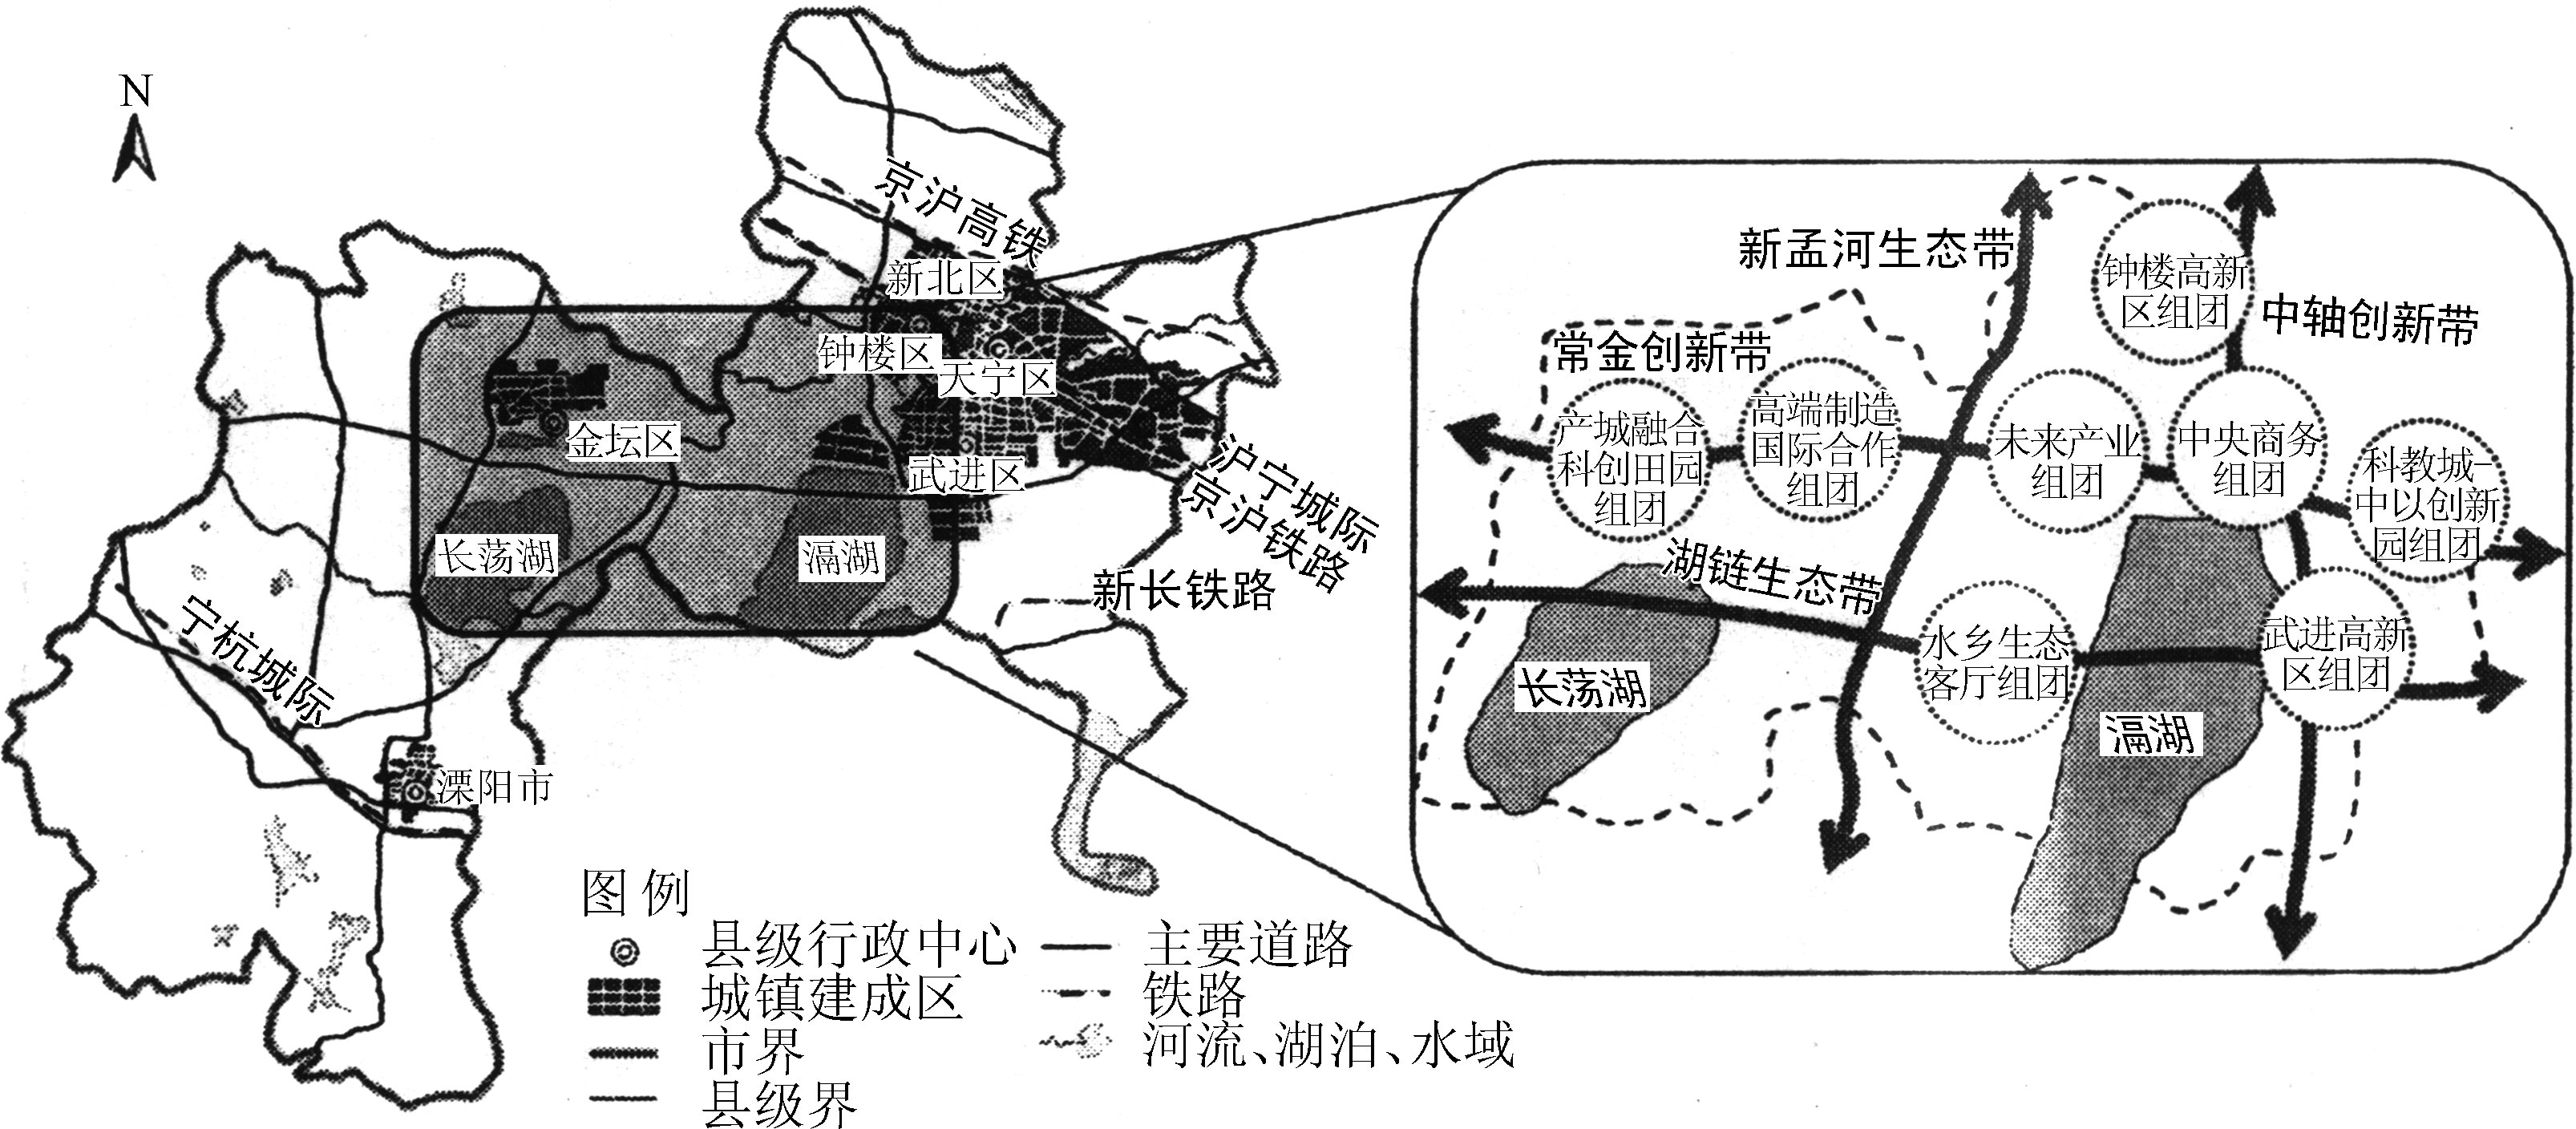 N
京沪高铁
新北区
钟楼区
天宁区
金坛区
武进区
长荡湖
滆湖
沪宁城际
京沪铁路
新长铁路
宁杭城际
溧阳市
图例
县级行政中心
城镇建成区
市界
县级界
主要道路
铁路
河流、湖泊、水域
新孟河生态带
钟楼高新
区组团
中轴创新带
常金创新带
产城融合
科创田园
组团
高端制造
国际合作
组团
未来产业
组团
中央商务
组团
科教城-
中以创新
园组团
湖链生态带
水乡生态
客厅组团
武进高新
区组团
长荡湖
滆湖